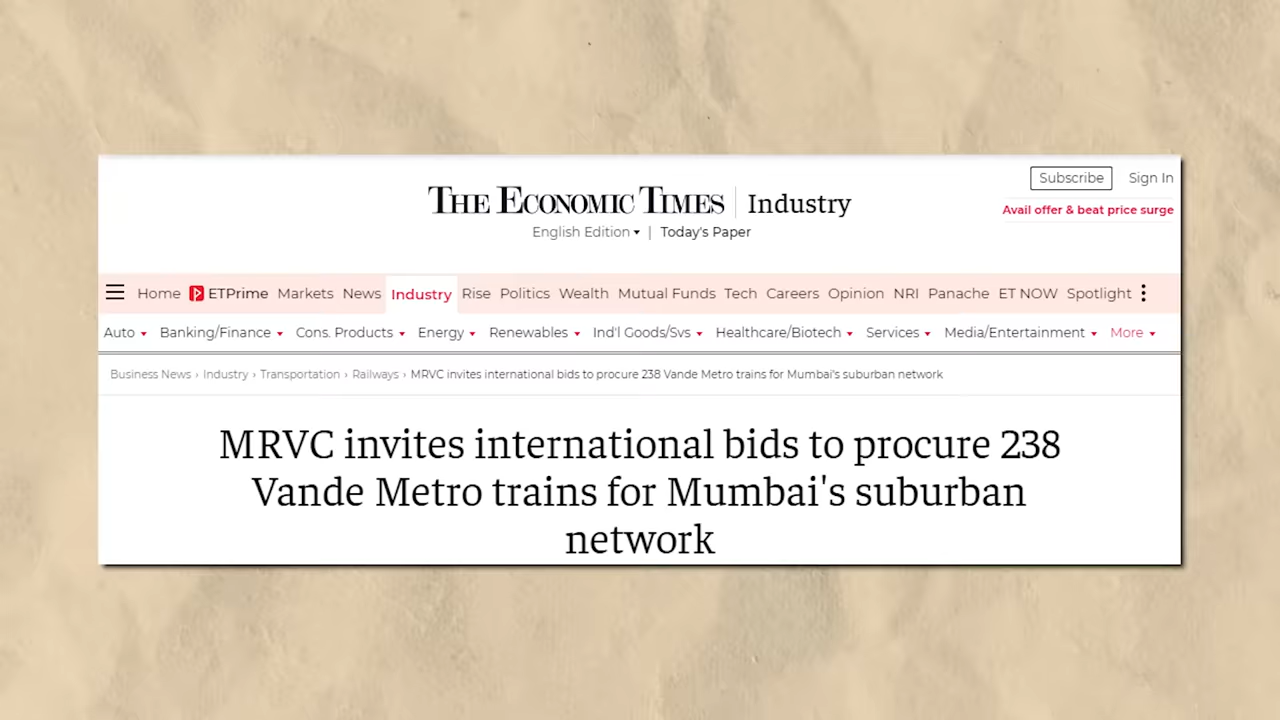 Subscribe Sign In
THE ECONOMIC TIMES | Industry
Avail offer & beat price surge
English Edition | Today's Paper
Home ETPrime Markets News Industry Rise Politics Wealth Mutual Funds Tech Careers Opinion NRI Panache ET NOW Spotlight
Auto Banking/Finance Cons. Products Energy Renewables Ind'l Goods/Svs Healthcare/Biotech Services Media/Entertainment More
Business News › Industry › Transportation › Railways › MRVC invites international bids to procure 238 Vande Metro trains for Mumbai's suburban network
MRVC invites international bids to procure 238
Vande Metro trains for Mumbai's suburban
network